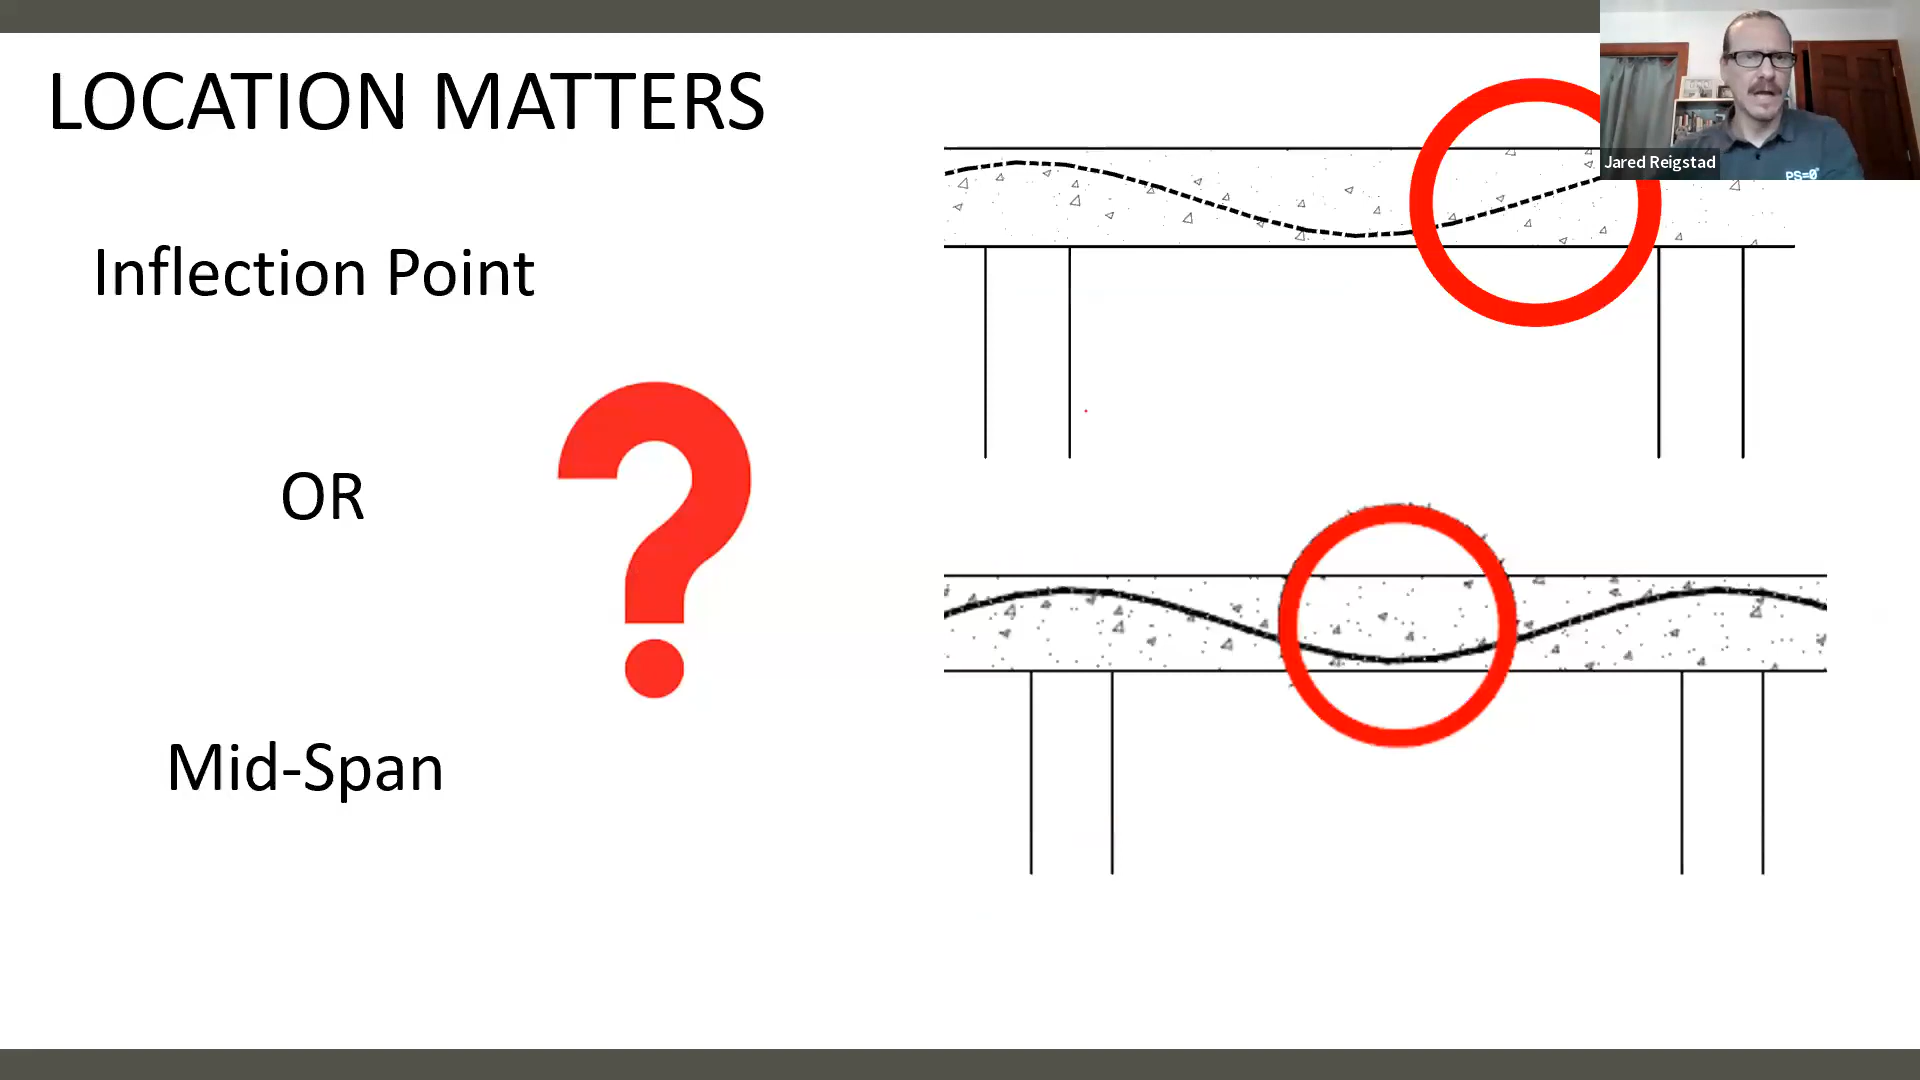 LOCATION MATTERS
Jared Reigstad
PS=0°
Inflection Point
OR
?
Mid-Span